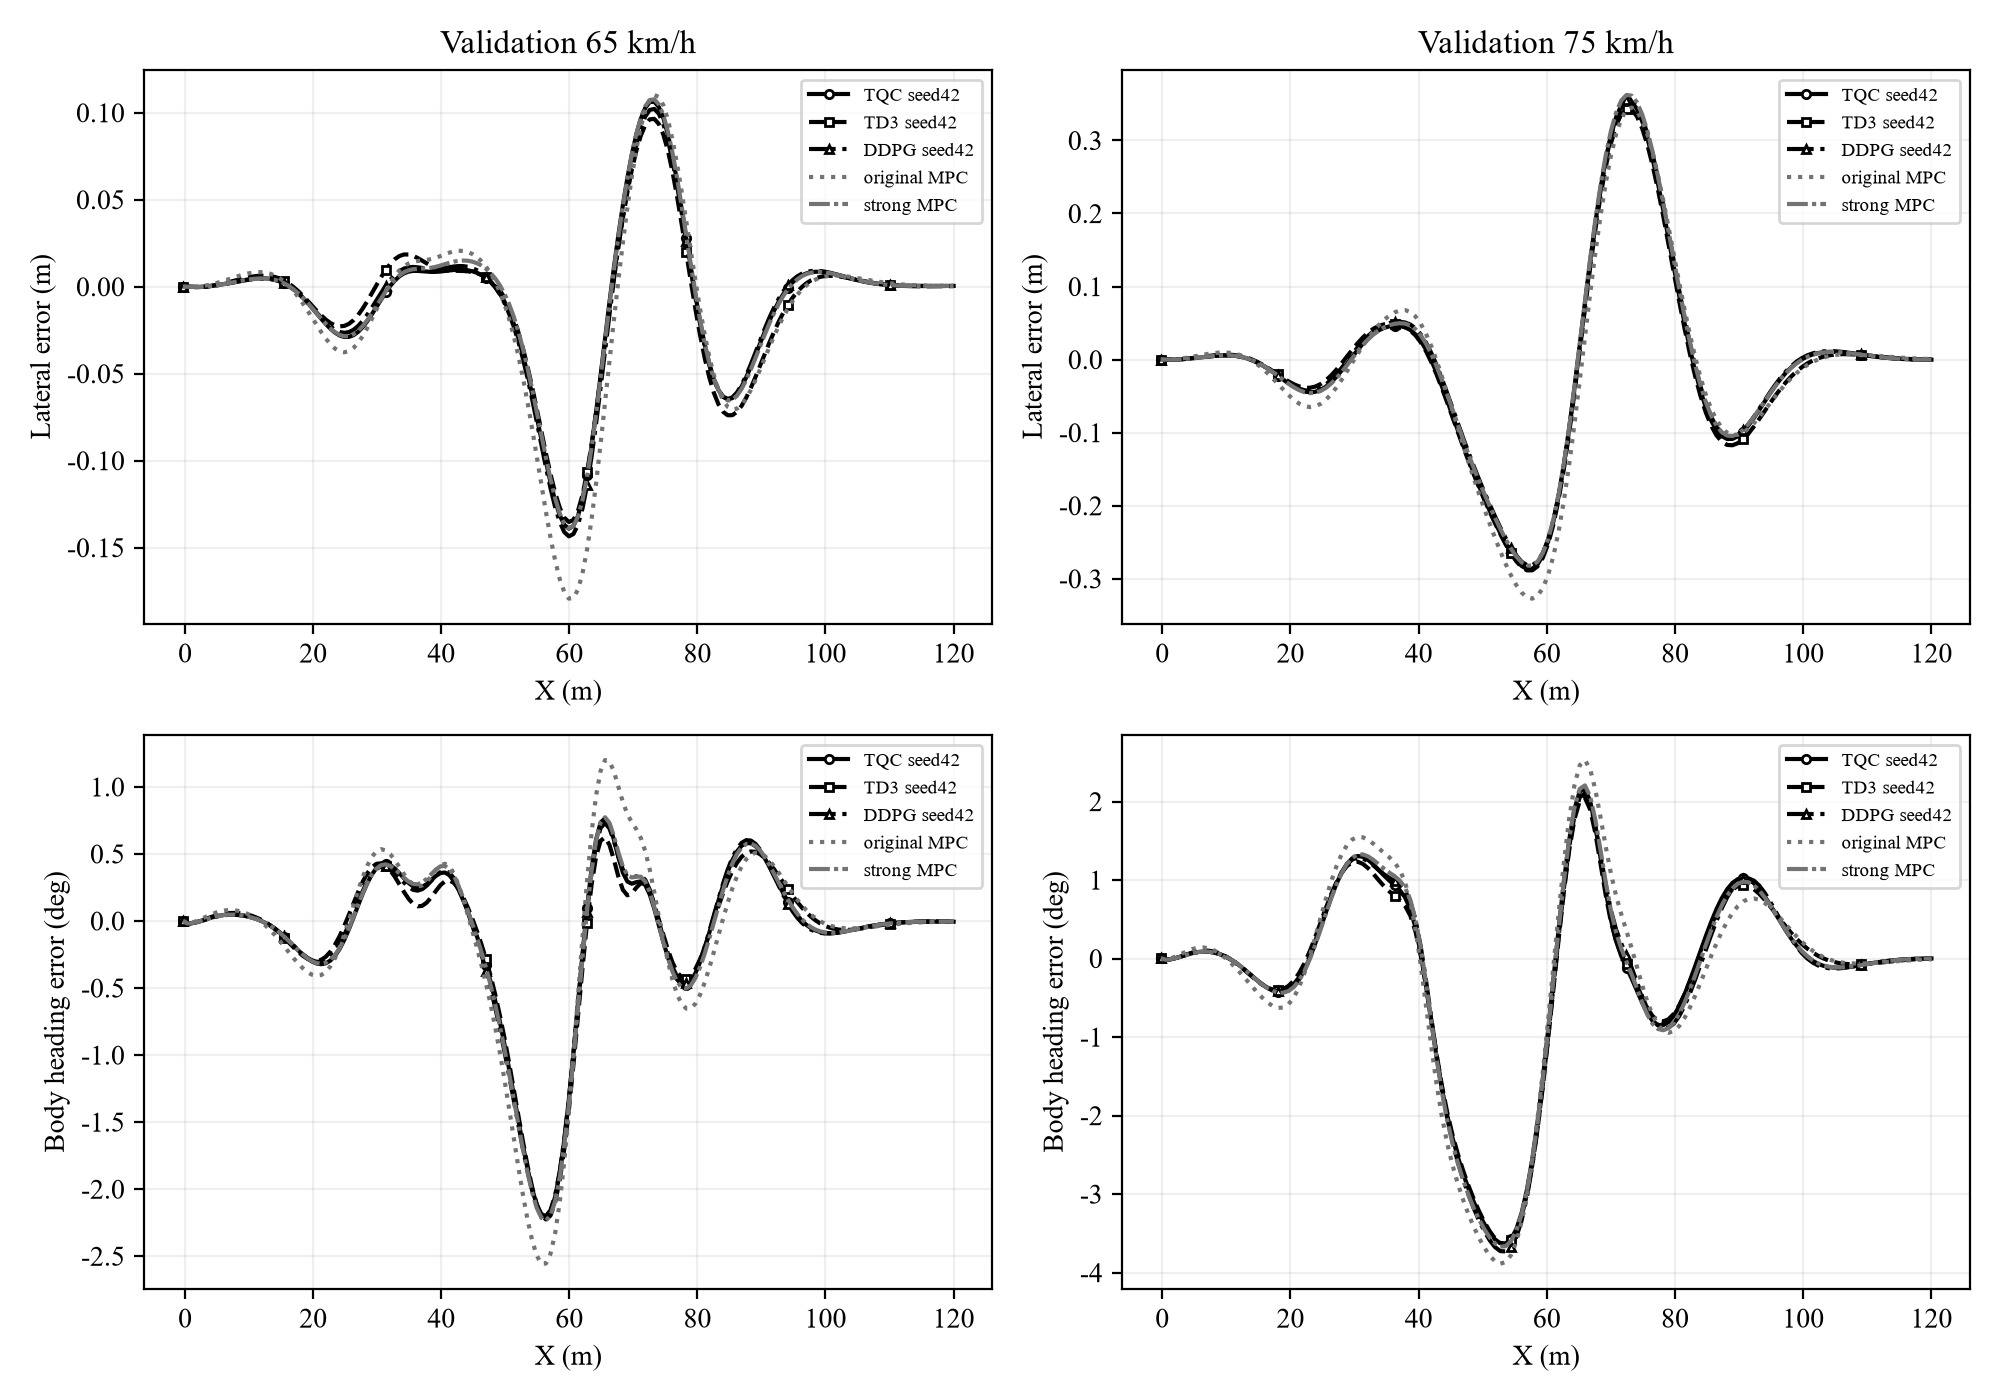 Validation 65 km/h
Lateral error (m)
0.10
0.05
0.00
-0.05
-0.10
-0.15
TQC seed42
TD3 seed42
DDPG seed42
original MPC
strong MPC
0 20 40 60 80 100 120
X (m)
Validation 75 km/h
Lateral error (m)
0.3
0.2
0.1
0.0
-0.1
-0.2
-0.3
TQC seed42
TD3 seed42
DDPG seed42
original MPC
strong MPC
0 20 40 60 80 100 120
X (m)
Body heading error (deg)
1.0
0.5
0.0
-0.5
-1.0
-1.5
-2.0
-2.5
TQC seed42
TD3 seed42
DDPG seed42
original MPC
strong MPC
0 20 40 60 80 100 120
X (m)
Body heading error (deg)
2
1
0
-1
-2
-3
-4
TQC seed42
TD3 seed42
DDPG seed42
original MPC
strong MPC
0 20 40 60 80 100 120
X (m)